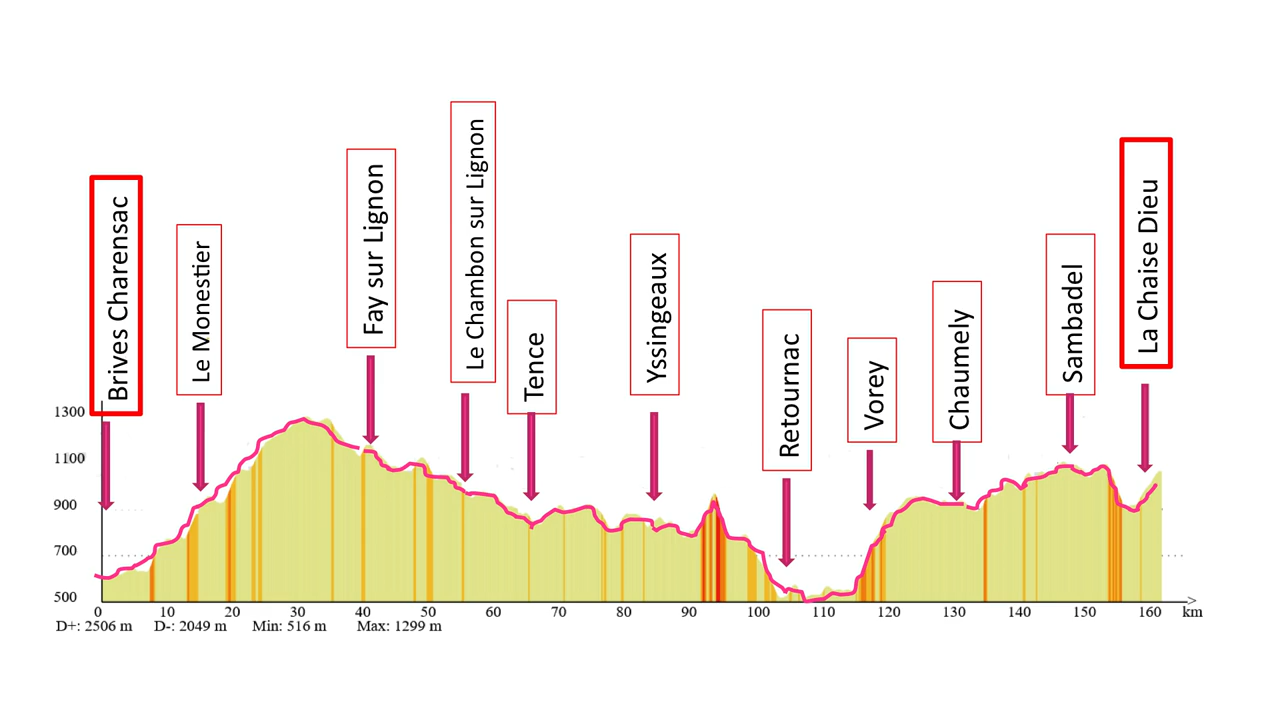 Brives Charensac
Le Monestier
Fay sur Lignon
Le Chambon sur Lignon
Tence
Yssingeaux
Retournac
Vorey
Chaumely
Sambadel
La Chaise Dieu
1300
1100
900
700
500
0 10 20 30 40 50 60 70 80 90 100 110 120 130 140 150 160 km
D+: 2506 m D-: 2049 m Min: 516 m Max: 1299 m